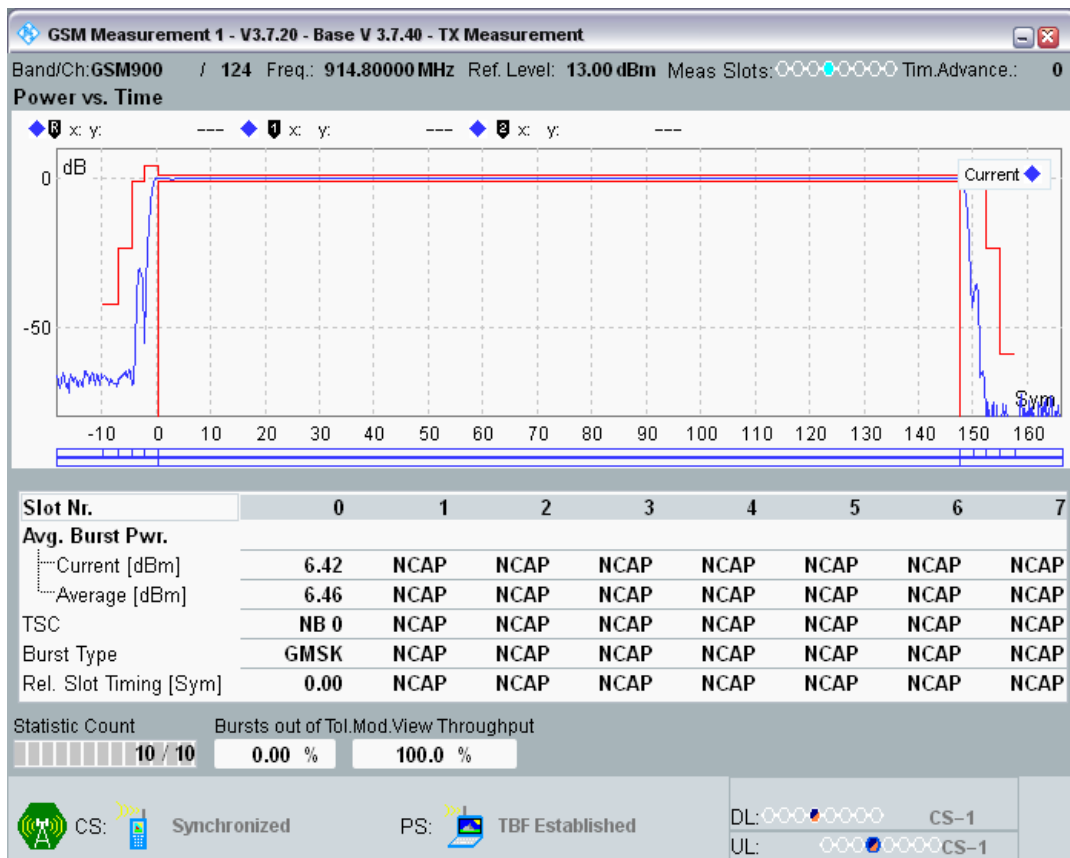 GSM Measurement 1 - V3.7.20 - Base V 3.7.40 - TX Measurement
Band/Ch:GSM900 / 124 Freq.: 914.80000 MHz Ref. Level: 13.00 dBm Meas Slots: Tim.Advance.: 0
Power vs. Time
R x: y: --- 1 x: y: --- 2 x: y: ---
dB
Current
0
-50
Sym
-10 0 10 20 30 40 50 60 70 80 90 100 110 120 130 140 150 160
Slot Nr. 0 1 2 3 4 5 6 7
Avg. Burst Pwr.
Current [dBm] 6.42 NCAP NCAP NCAP NCAP NCAP NCAP NCAP
Average [dBm] 6.46 NCAP NCAP NCAP NCAP NCAP NCAP NCAP
TSC NB 0 NCAP NCAP NCAP NCAP NCAP NCAP NCAP
Burst Type GMSK NCAP NCAP NCAP NCAP NCAP NCAP NCAP
Rel. Slot Timing [Sym] 0.00 NCAP NCAP NCAP NCAP NCAP NCAP NCAP
Statistic Count Bursts out of Tol. Mod.View Throughput
10 / 10 0.00 % 100.0 %
CS: Synchronized PS: TBF Established
DL: CS-1
UL: CS-1